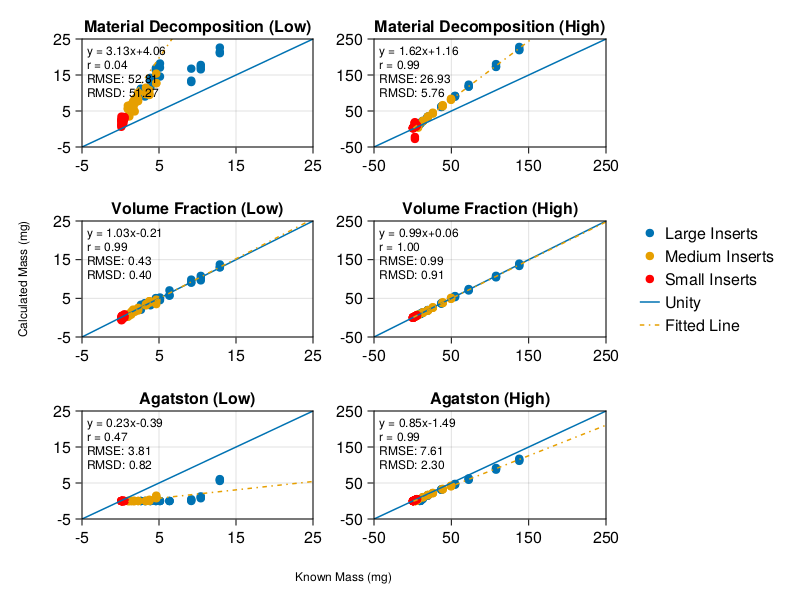 Material Decomposition (Low)
25
15
5
-5
-5
5
15
25
y = 3.13x+4.06
r = 0.04
RMSE: 52.81
RMSD: 51.27
Material Decomposition (High)
250
150
50
-50
-50
50
150
250
y = 1.62x+1.16
r = 0.99
RMSE: 26.93
RMSD: 5.76
Volume Fraction (Low)
25
15
5
-5
-5
5
15
25
y = 1.03x-0.21
r = 0.99
RMSE: 0.43
RMSD: 0.40
Volume Fraction (High)
250
150
50
-50
-50
50
150
250
y = 0.99x+0.06
r = 1.00
RMSE: 0.99
RMSD: 0.91
Agatston (Low)
25
15
5
-5
-5
5
15
25
y = 0.23x-0.39
r = 0.47
RMSE: 3.81
RMSD: 0.82
Agatston (High)
250
150
50
-50
-50
50
150
250
y = 0.85x-1.49
r = 0.99
RMSE: 7.61
RMSD: 2.30
Calculated Mass (mg)
Known Mass (mg)
Large Inserts
Medium Inserts
Small Inserts
Unity
Fitted Line